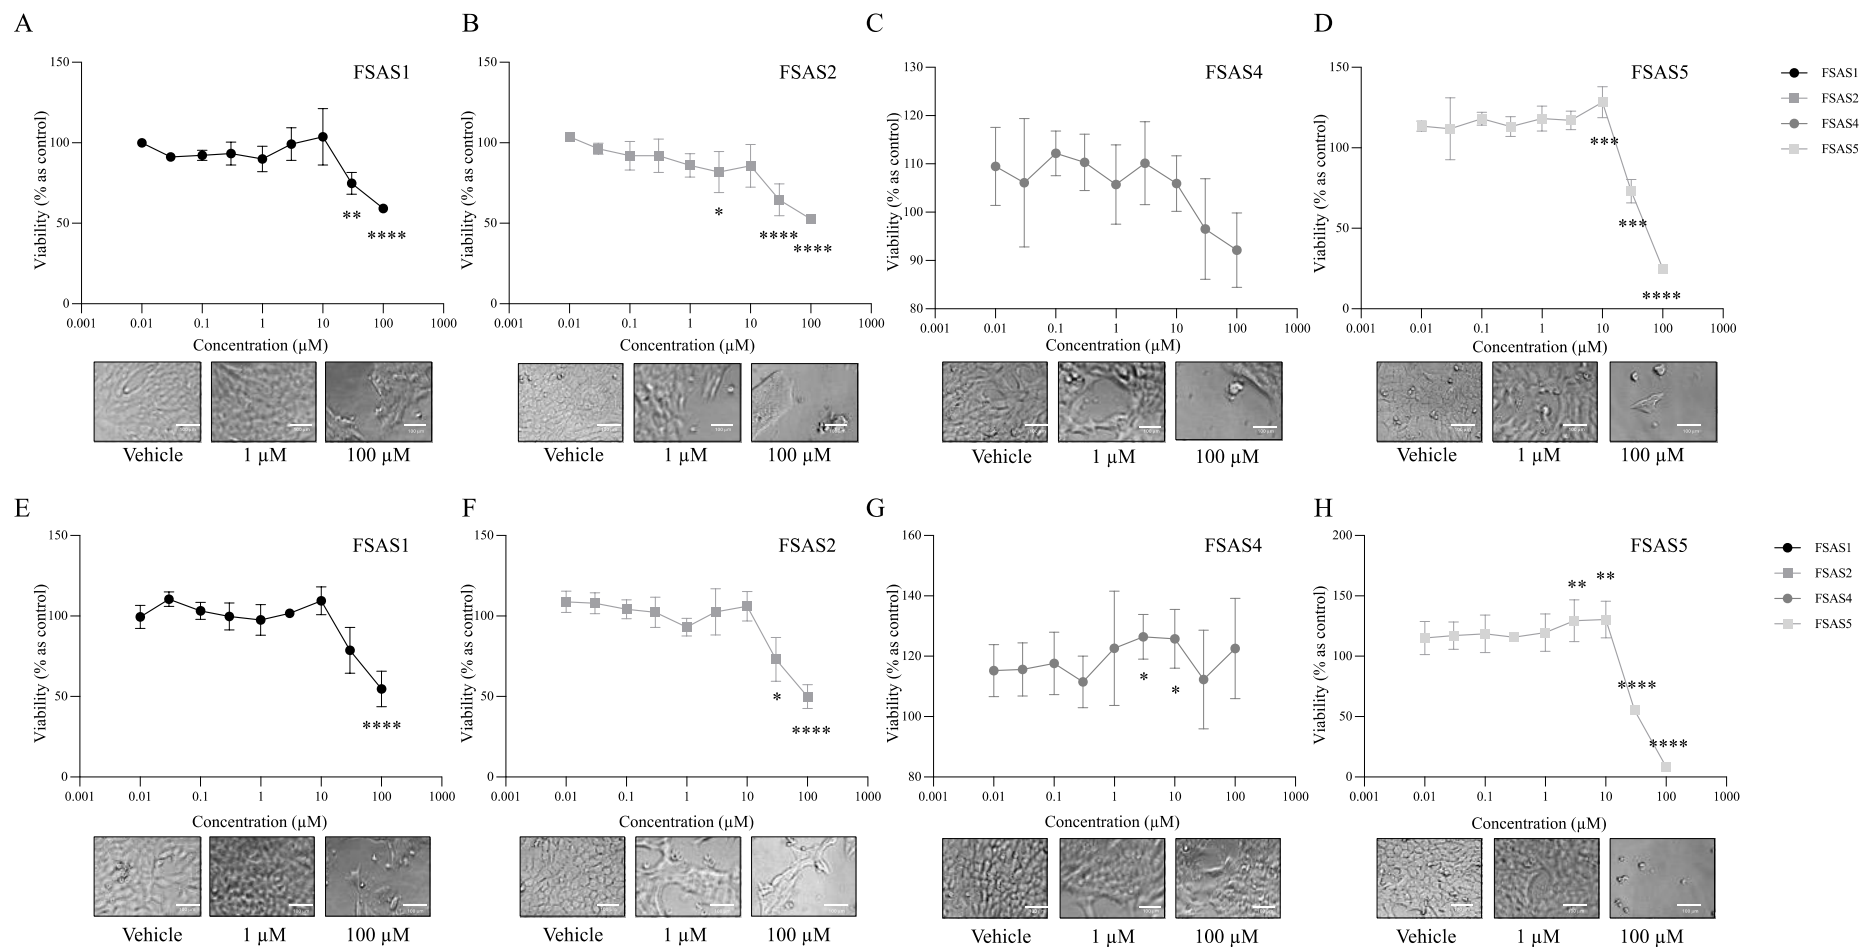 A
B
C
D
FSAS1
FSAS2
FSAS4
FSAS5
FSAS1
FSAS2
FSAS4
FSAS5
Viability (% as control)
150
100
50
0
**
****
0.001 0.01 0.1 1 10 100 1000
Concentration (µM)
Vehicle 1 µM 100 µM
Viability (% as control)
150
100
50
0
*
****
****
0.001 0.01 0.1 1 10 100 1000
Concentration (µM)
Vehicle 1 µM 100 µM
Viability (% as control)
130
120
110
100
90
80
0.001 0.01 0.1 1 10 100 1000
Concentration (µM)
Vehicle 1 µM 100 µM
Viability (% as control)
150
100
50
0
***
***
****
0.001 0.01 0.1 1 10 100 1000
Concentration (µM)
Vehicle 1 µM 100 µM
E
F
G
H
FSAS1
FSAS2
FSAS4
FSAS5
FSAS1
FSAS2
FSAS4
FSAS5
Viability (% as control)
150
100
50
0
****
0.001 0.01 0.1 1 10 100 1000
Concentration (µM)
Vehicle 1 µM 100 µM
Viability (% as control)
150
100
50
0
*
****
0.001 0.01 0.1 1 10 100 1000
Concentration (µM)
Vehicle 1 µM 100 µM
Viability (% as control)
160
140
120
100
80
*
*
0.001 0.01 0.1 1 10 100 1000
Concentration (µM)
Vehicle 1 µM 100 µM
Viability (% as control)
200
150
100
50
0
**
**
****
****
0.001 0.01 0.1 1 10 100 1000
Concentration (µM)
Vehicle 1 µM 100 µM